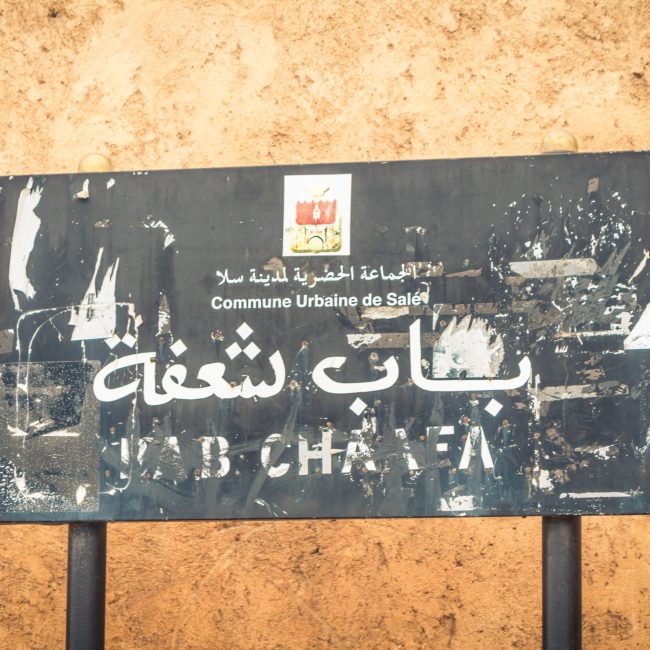 الجماعة الحضرية لمدينة سلا
Commune Urbaine de Salé
باب شعفة
BAB CHAAFA